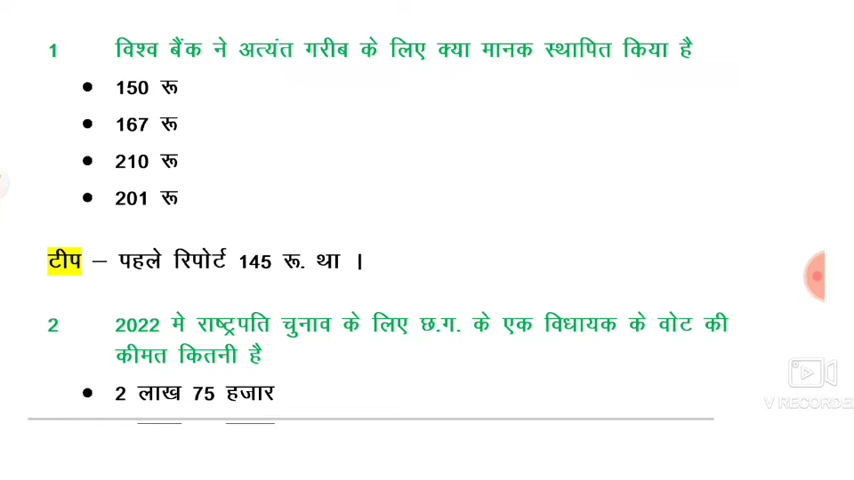 1 विश्व बैंक ने अत्यंत गरीब के लिए क्या मानक स्थापित किया है
• 150 रू
• 167 रू
• 210 रू
• 201 रू
टीप – पहले रिपोर्ट 145 रू. था ।
2 2022 मे राष्ट्रपति चुनाव के लिए छ.ग. के एक विधायक के वोट की
कीमत कितनी है
• 2 लाख 75 हजार
V RECORDER